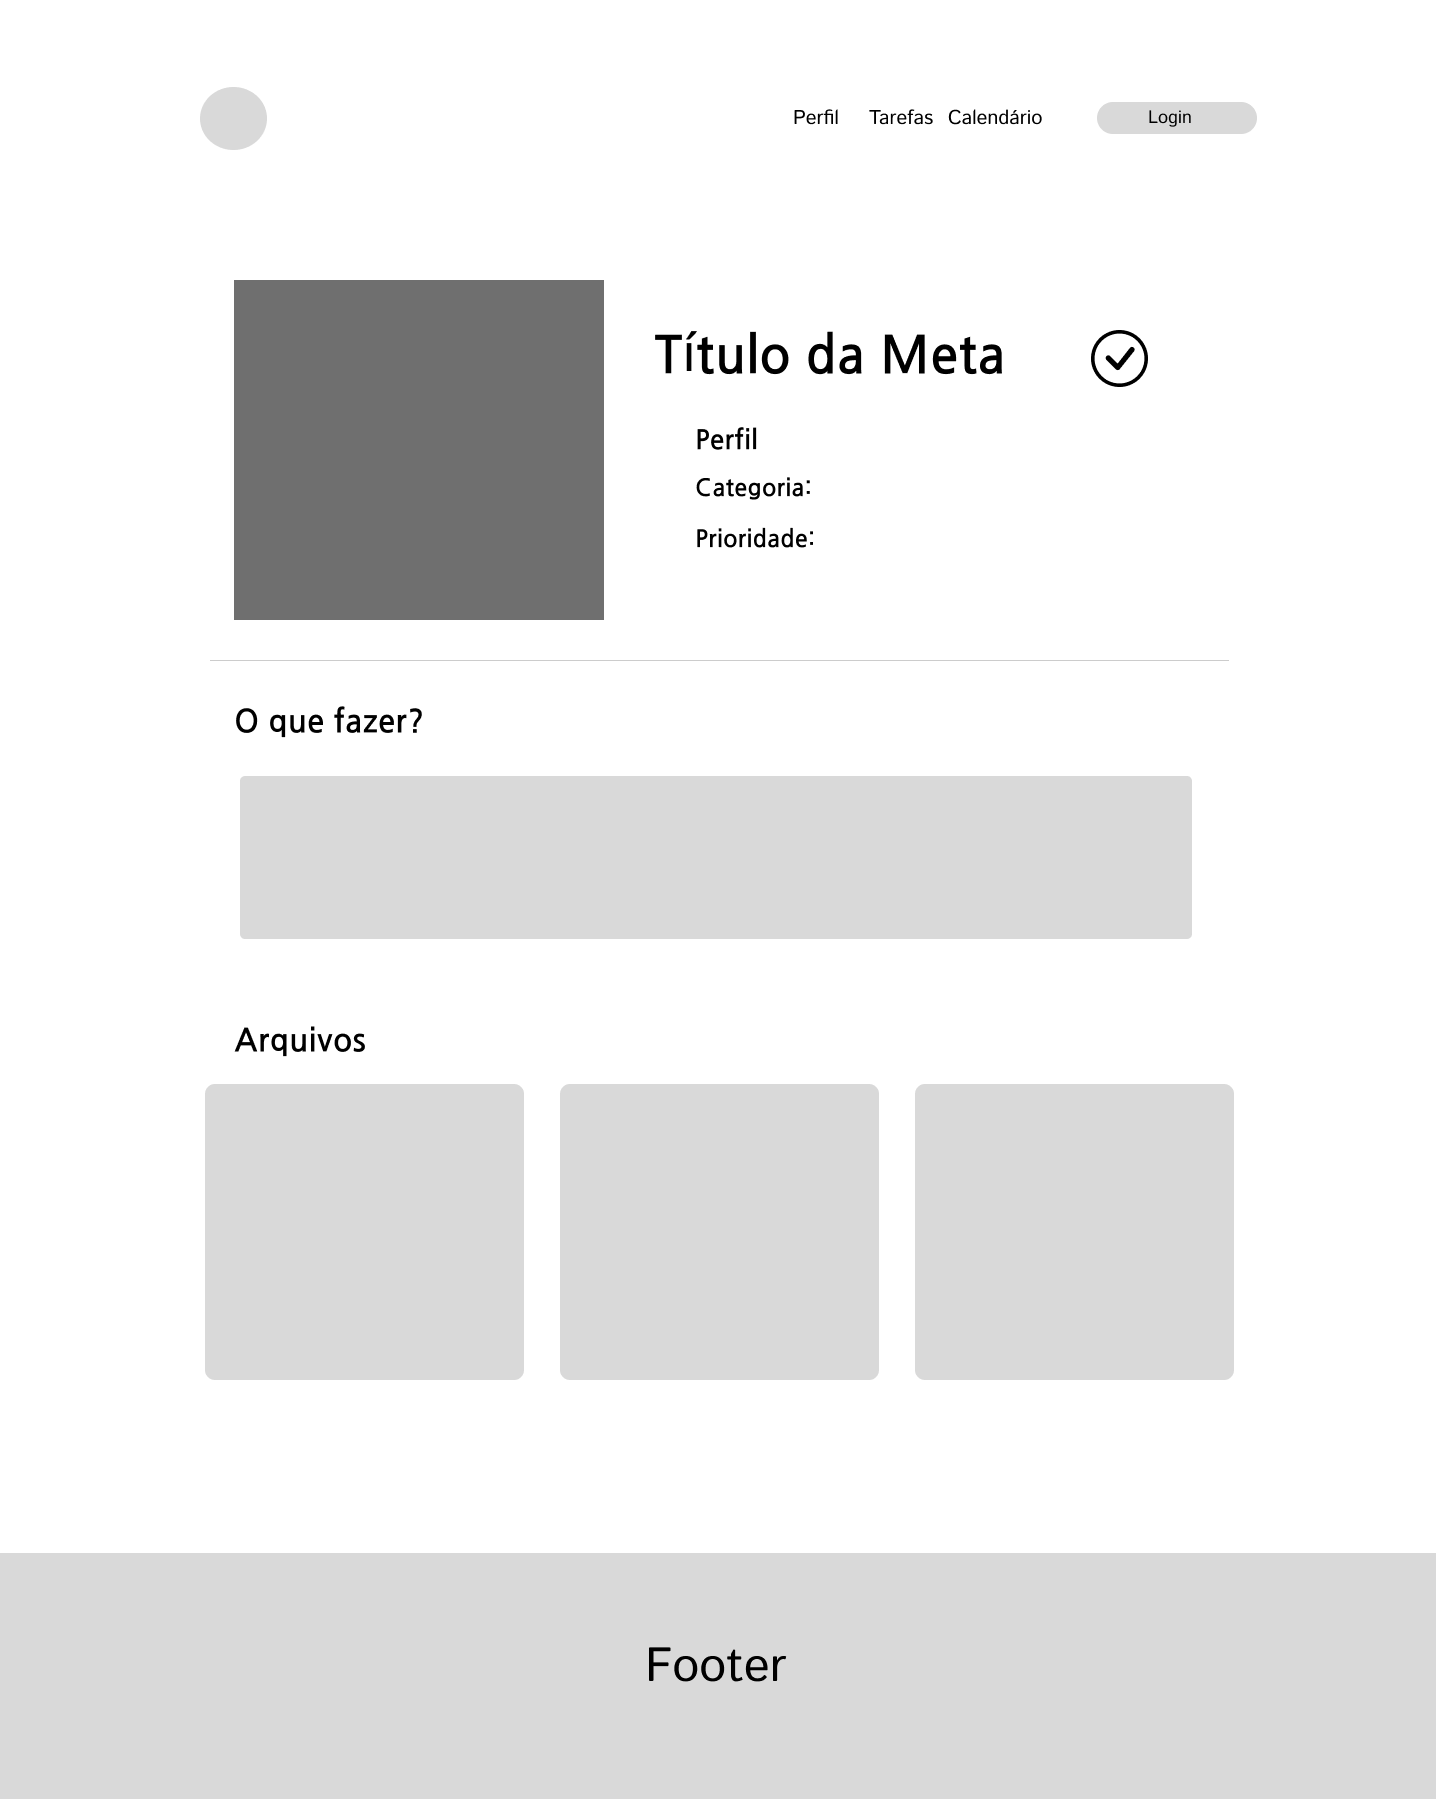 Perfil Tarefas Calendário Login
Título da Meta
Perfil
Categoria:
Prioridade:
O que fazer?
Arquivos
Footer